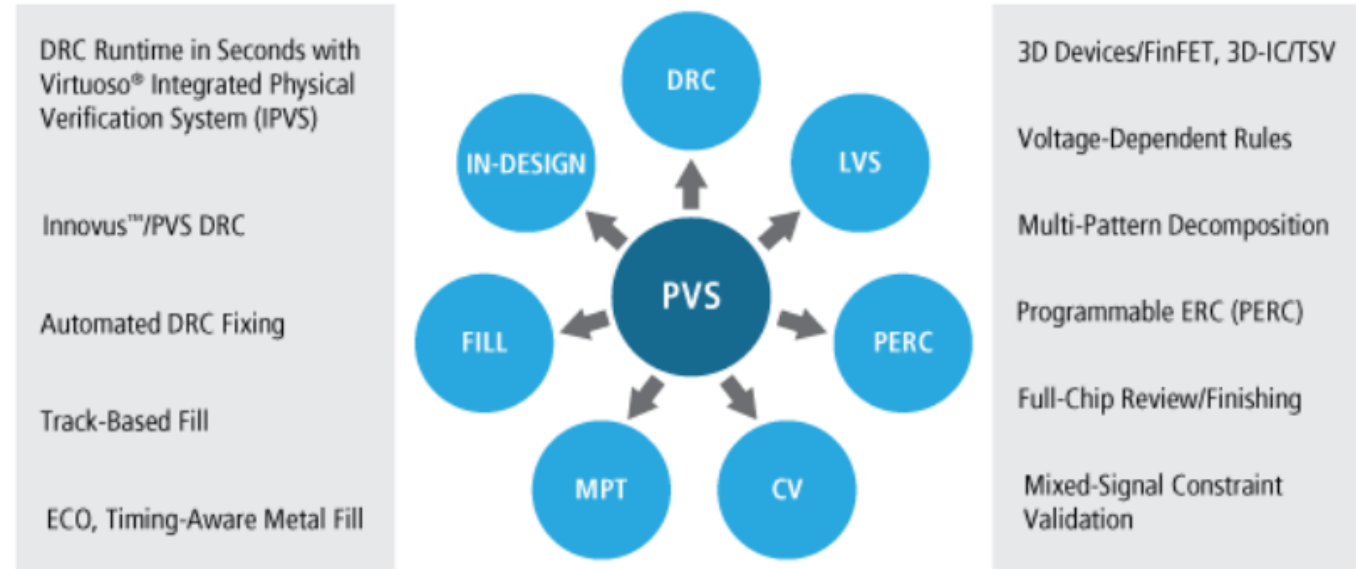 DRC Runtime in Seconds with
Virtuoso® Integrated Physical
Verification System (IPVS)
Innovus™/PVS DRC
Automated DRC Fixing
Track-Based Fill
ECO, Timing-Aware Metal Fill
DRC
IN-DESIGN
LVS
PVS
FILL
PERC
MPT
CV
3D Devices/FinFET, 3D-IC/TSV
Voltage-Dependent Rules
Multi-Pattern Decomposition
Programmable ERC (PERC)
Full-Chip Review/Finishing
Mixed-Signal Constraint
Validation